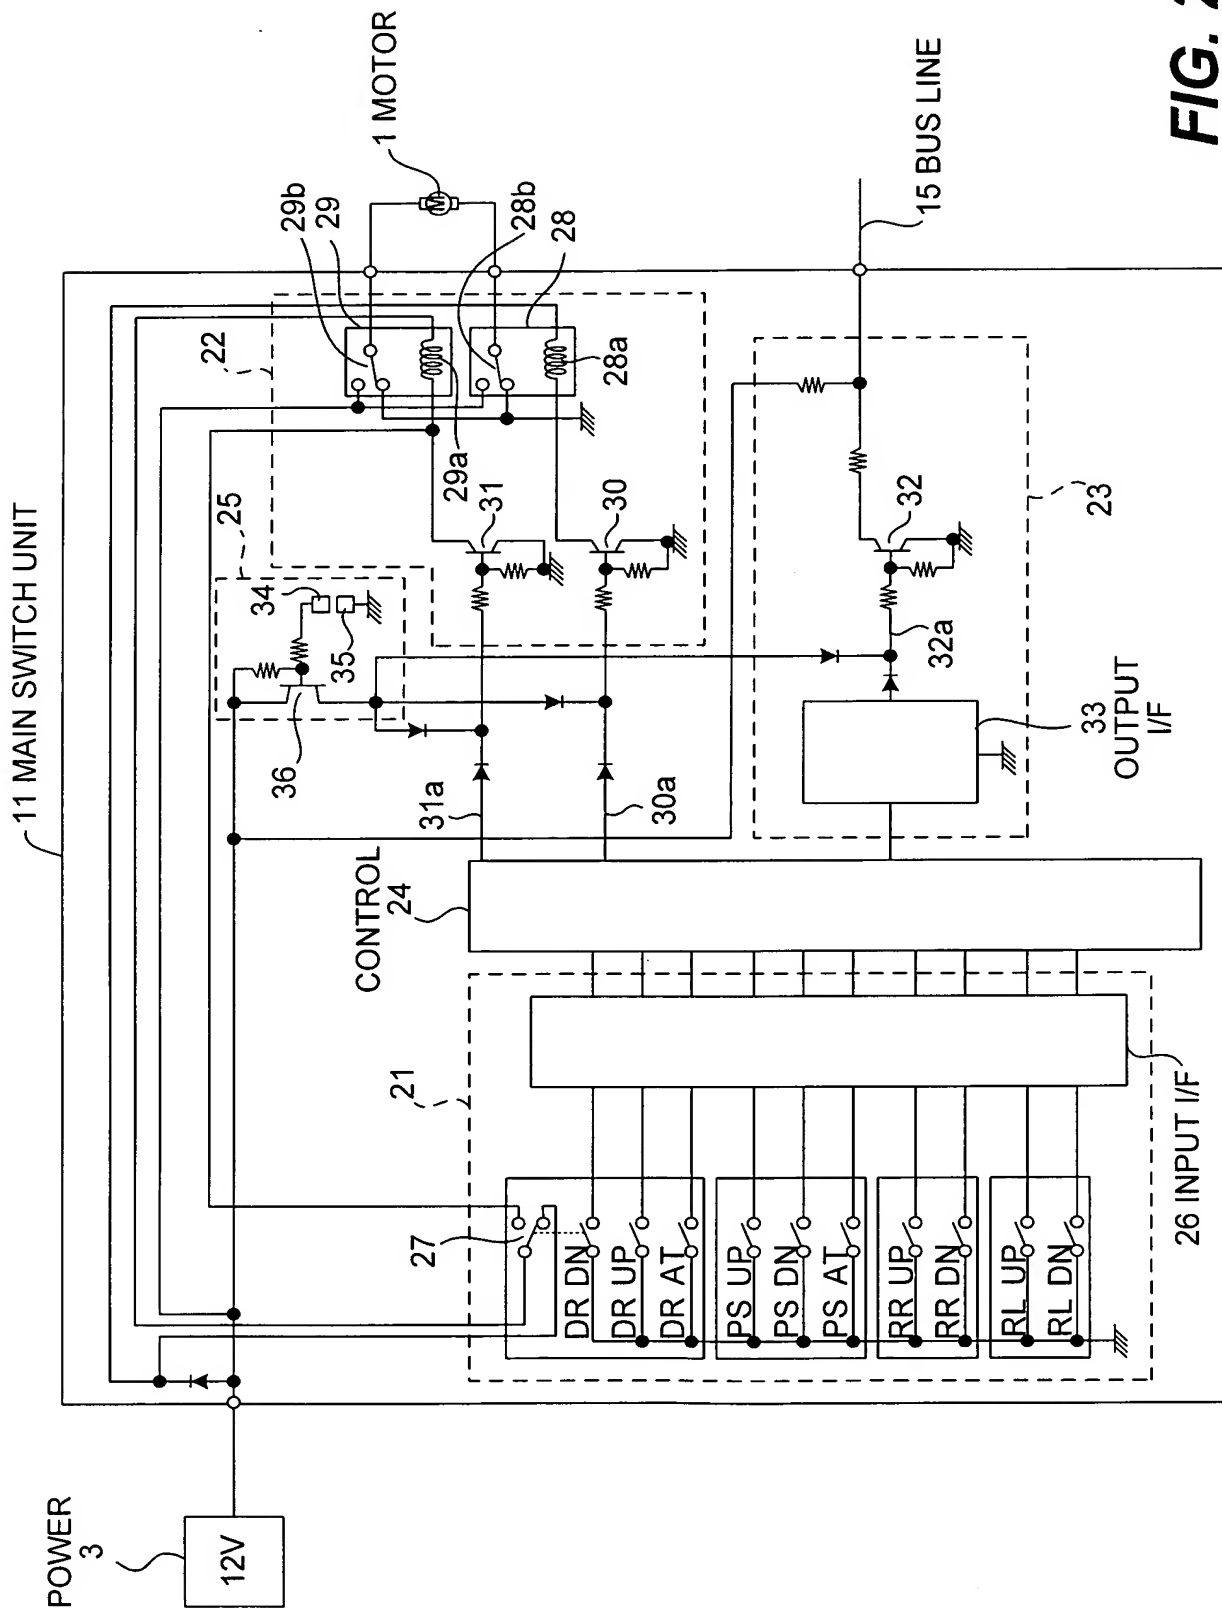 11 MAIN SWITCH UNIT
POWER
3
12V
25
34
35
36
22
29b
29
1 MOTOR
28b
28
28a
29a
31
30
31a
30a
CONTROL
24
32
32a
23
15 BUS LINE
33
OUTPUT
I/F
21
27
DR DN
DR UP
DR AT
PS UP
PS DN
PS AT
RR UP
RR DN
RL UP
RL DN
26 INPUT I/F
M
FIG. 2